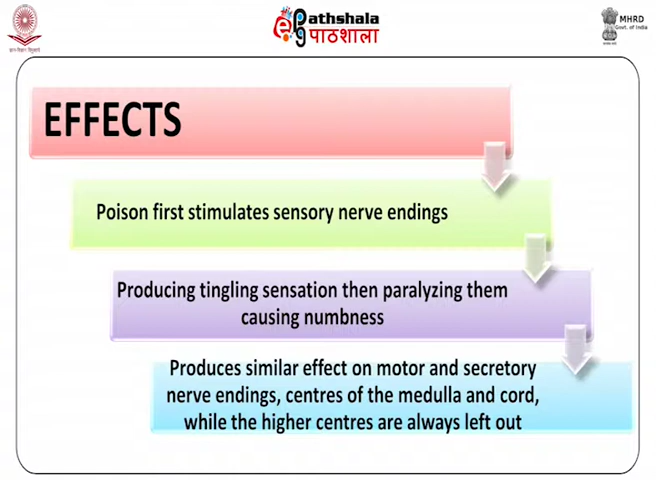 ePG Pathshala
पाठशाला
MHRD
Govt. of India
EFFECTS
Poison first stimulates sensory nerve endings
Producing tingling sensation then paralyzing them
causing numbness
Produces similar effect on motor and secretory
nerve endings, centres of the medulla and cord,
while the higher centres are always left out